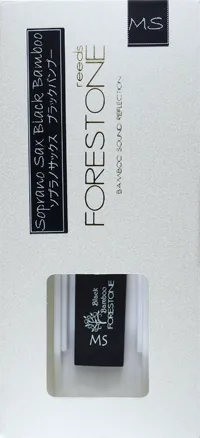 MS
Soprano Sax Black Bamboo
ソプラノサックス ブラックバンブー
reeds
FORESTONE
BAMBOO SOUND REFLECTION
Black
Bamboo
FORESTONE
MS